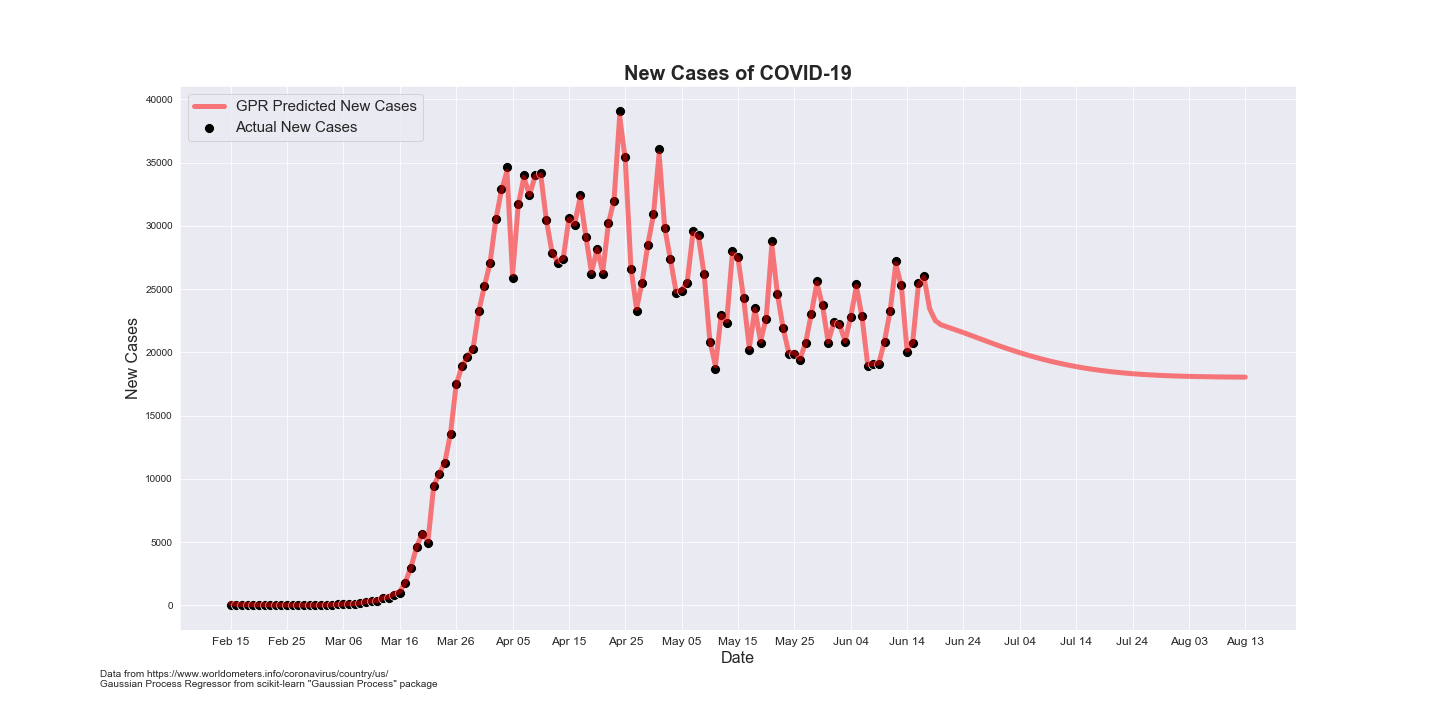 New Cases of COVID-19
GPR Predicted New Cases
Actual New Cases
40000
35000
30000
25000
20000
15000
10000
5000
0
New Cases
Feb 15 Feb 25 Mar 06 Mar 16 Mar 26 Apr 05 Apr 15 Apr 25 May 05 May 15 May 25 Jun 04 Jun 14 Jun 24 Jul 04 Jul 14 Jul 24 Aug 03 Aug 13
Date
Data from https://www.worldometers.info/coronavirus/country/us/
Gaussian Process Regressor from scikit-learn "Gaussian Process" package